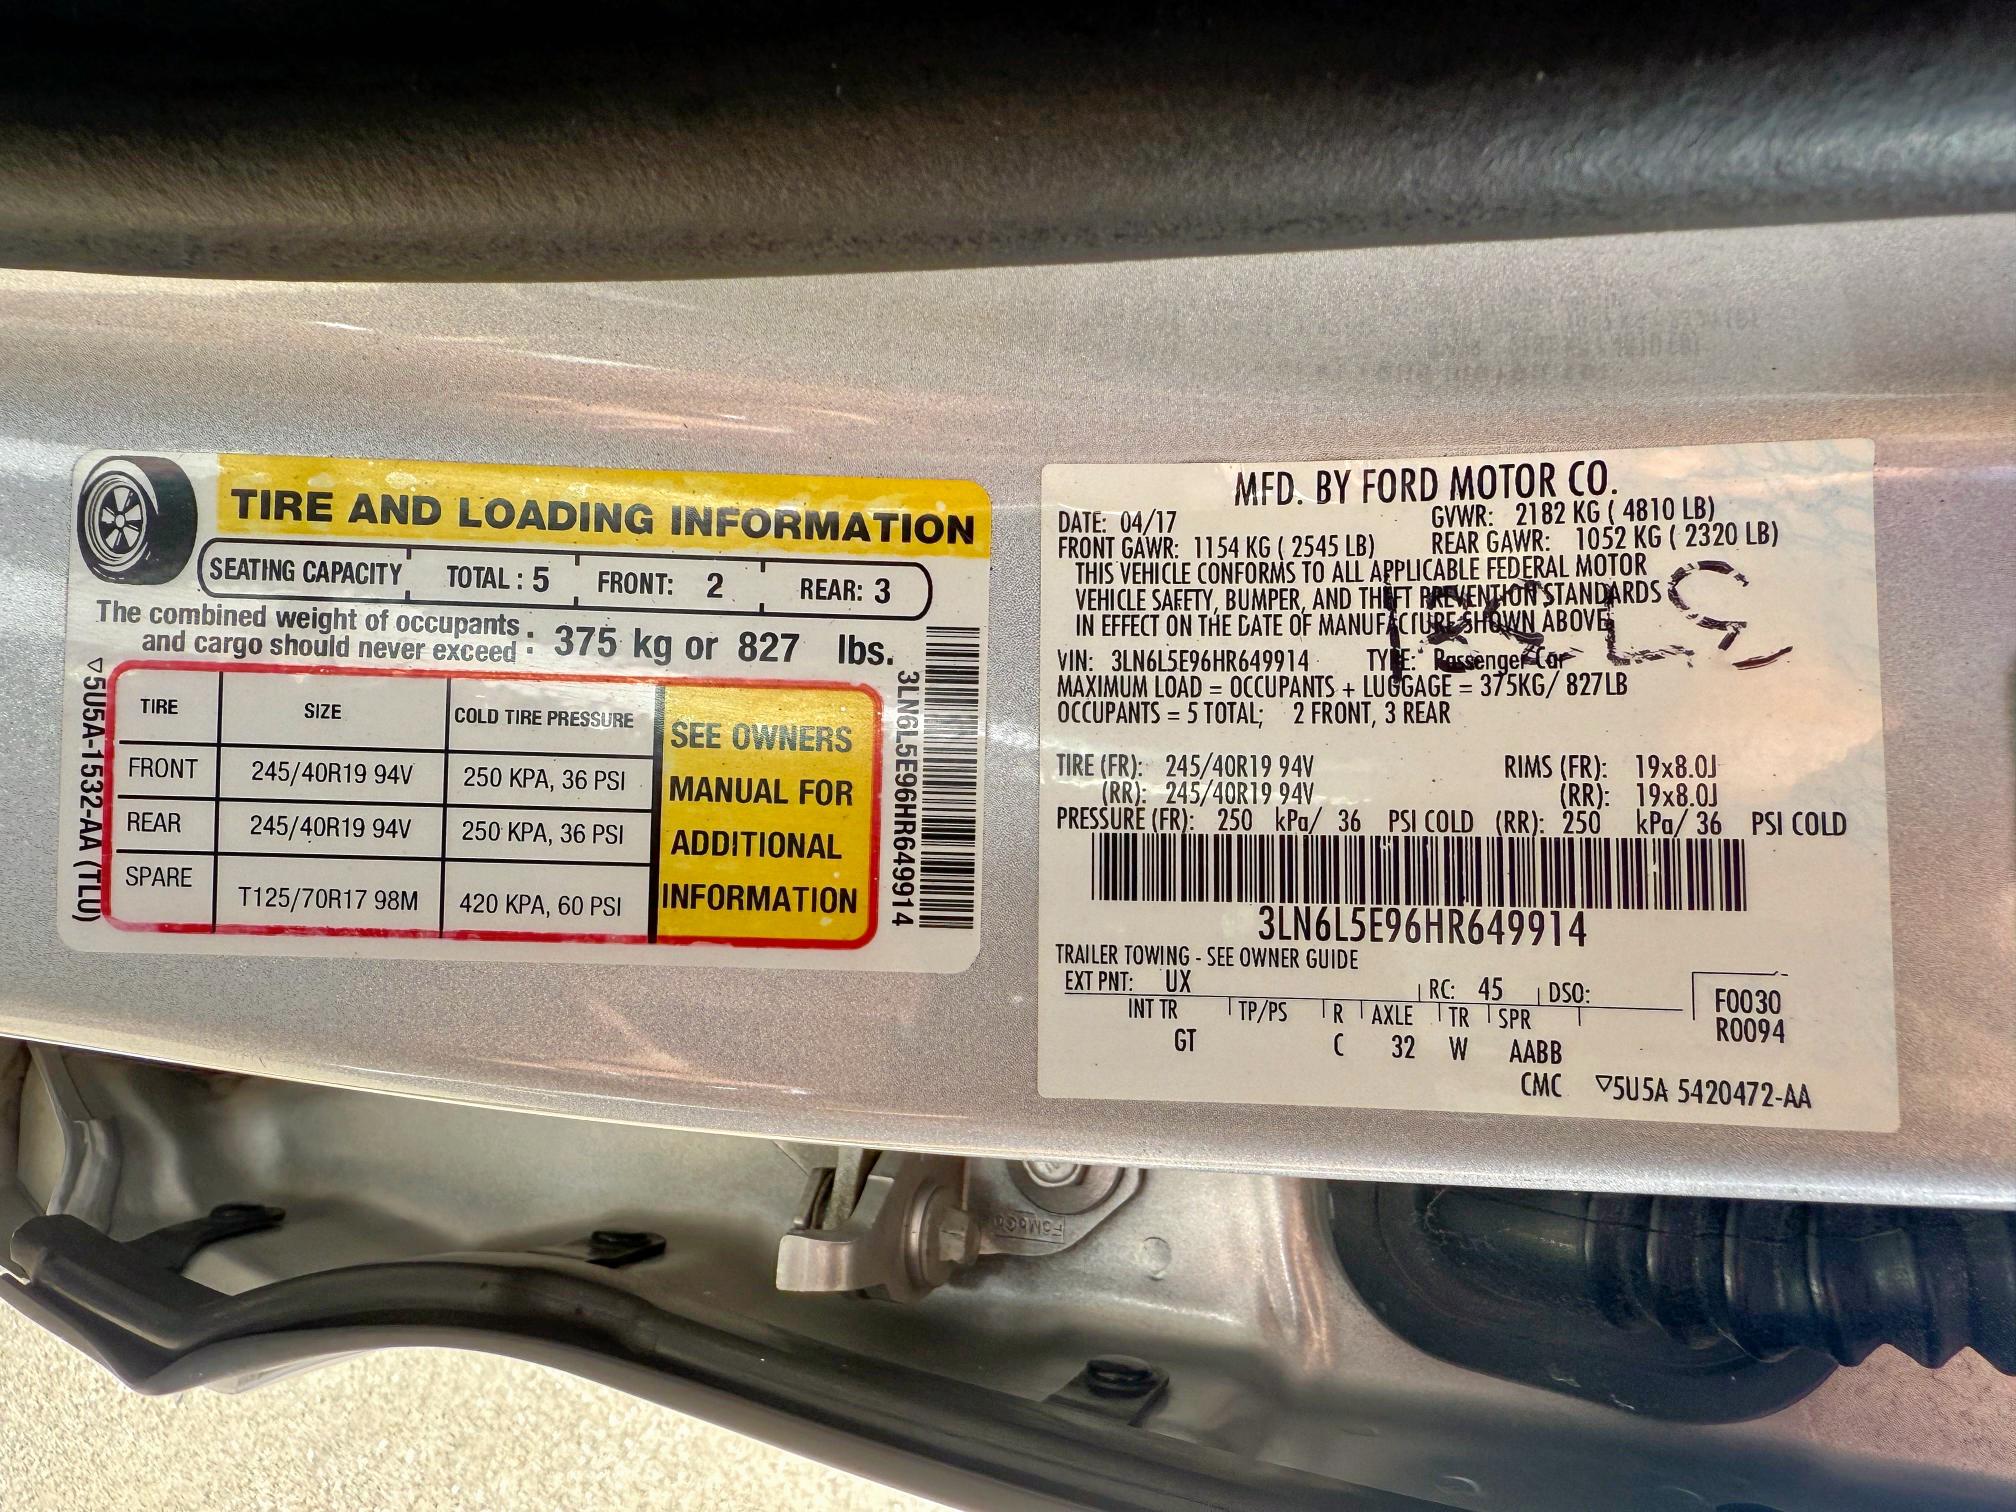 TIRE AND LOADING INFORMATION
SEATING CAPACITY TOTAL : 5 FRONT: 2 REAR: 3
The combined weight of occupants
and cargo should never exceed : 375 kg or 827 lbs.
TIRE SIZE COLD TIRE PRESSURE
FRONT 245/40R19 94V 250 KPA, 36 PSI
REAR 245/40R19 94V 250 KPA, 36 PSI
SPARE T125/70R17 98M 420 KPA, 60 PSI
SEE OWNERS
MANUAL FOR
ADDITIONAL
INFORMATION
5U5A-1532-AA (TLU)
3LN6L5E96HR649914
MFD. BY FORD MOTOR CO.
DATE: 04/17 GVWR: 2182 KG ( 4810 LB)
FRONT GAWR: 1154 KG ( 2545 LB) REAR GAWR: 1052 KG ( 2320 LB)
THIS VEHICLE CONFORMS TO ALL APPLICABLE FEDERAL MOTOR
VEHICLE SAFETY, BUMPER, AND THEFT PREVENTION STANDARDS
IN EFFECT ON THE DATE OF MANUFACTURE SHOWN ABOVE
VIN: 3LN6L5E96HR649914 TYPE: Passenger Car
MAXIMUM LOAD = OCCUPANTS + LUGGAGE = 375KG/ 827LB
OCCUPANTS = 5 TOTAL; 2 FRONT, 3 REAR
TIRE (FR): 245/40R19 94V RIMS (FR): 19x8.0J
(RR): 245/40R19 94V (RR): 19x8.0J
PRESSURE (FR): 250 kPa/ 36 PSI COLD (RR): 250 kPa/ 36 PSI COLD
3LN6L5E96HR649914
TRAILER TOWING - SEE OWNER GUIDE
EXT PNT: UX RC: 45 DSO:
INT TR TP/PS R AXLE TR SPR
GT C 32 W AABB
CMC
F0030
R0094
5U5A 5420472-AA